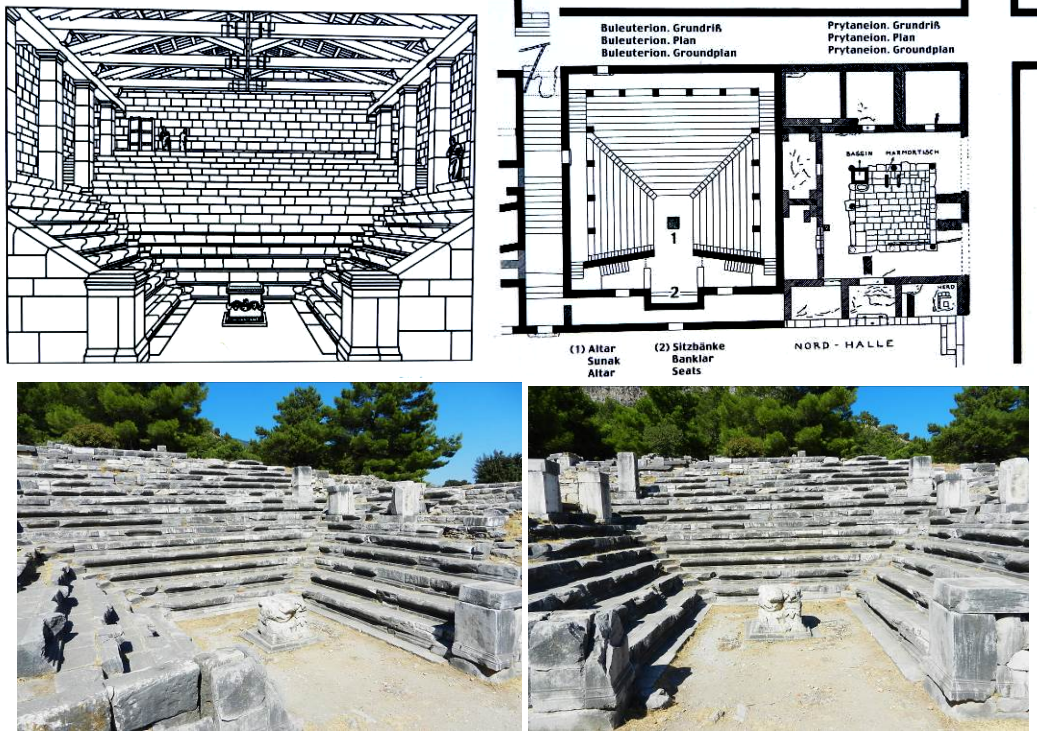 Buleuterion. Grundriß
Buleuterion. Plan
Buleuterion. Groundplan
Prytaneion. Grundriß
Prytaneion. Plan
Prytaneion. Groundplan
BAGGIN MARMORTISCH
1
2
HERD
NORD-HALLE
(1) Altar
Sunak
Altar
(2) Sitzbänke
Banklar
Seats